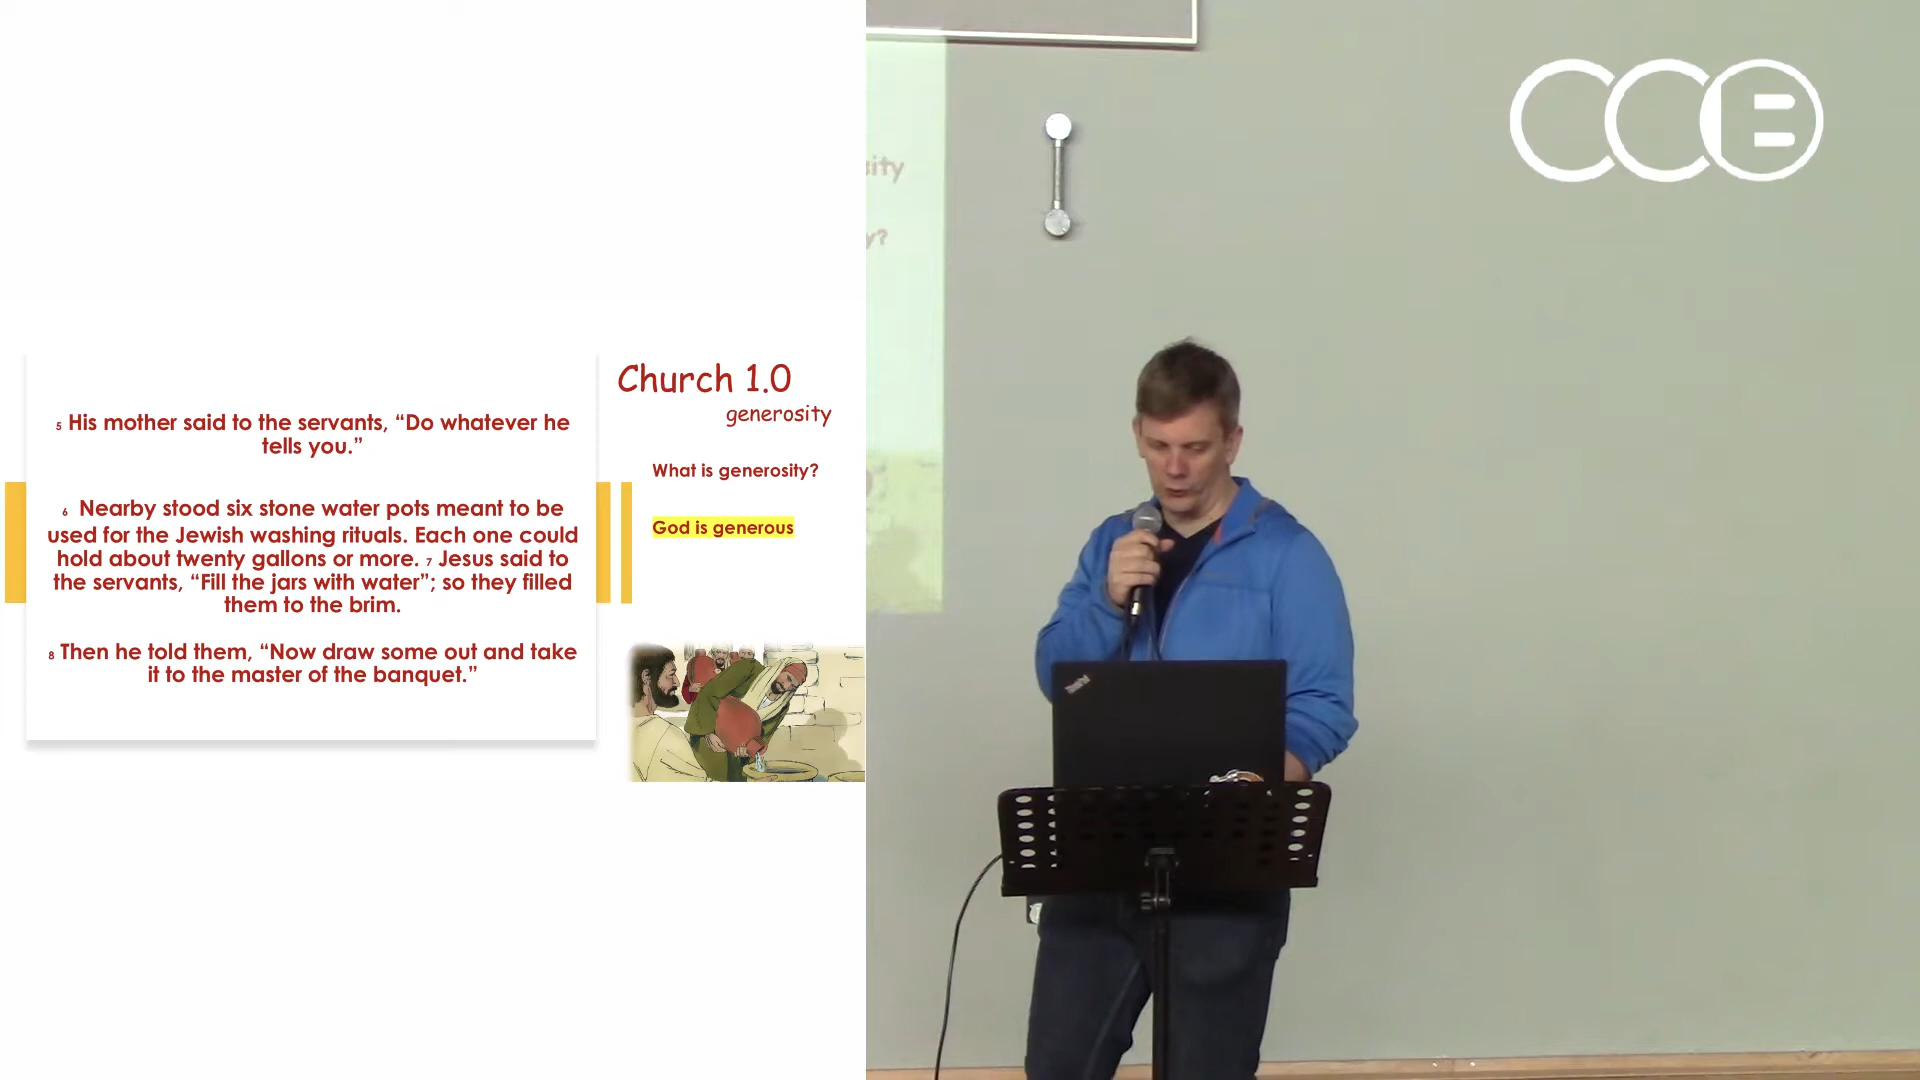 5 His mother said to the servants, “Do whatever he
tells you.”
6 Nearby stood six stone water pots meant to be
used for the Jewish washing rituals. Each one could
hold about twenty gallons or more. 7 Jesus said to
the servants, “Fill the jars with water”; so they filled
them to the brim.
8 Then he told them, “Now draw some out and take
it to the master of the banquet.”
Church 1.0
generosity
What is generosity?
God is generous
sity
y?
CCB
ThinkPad